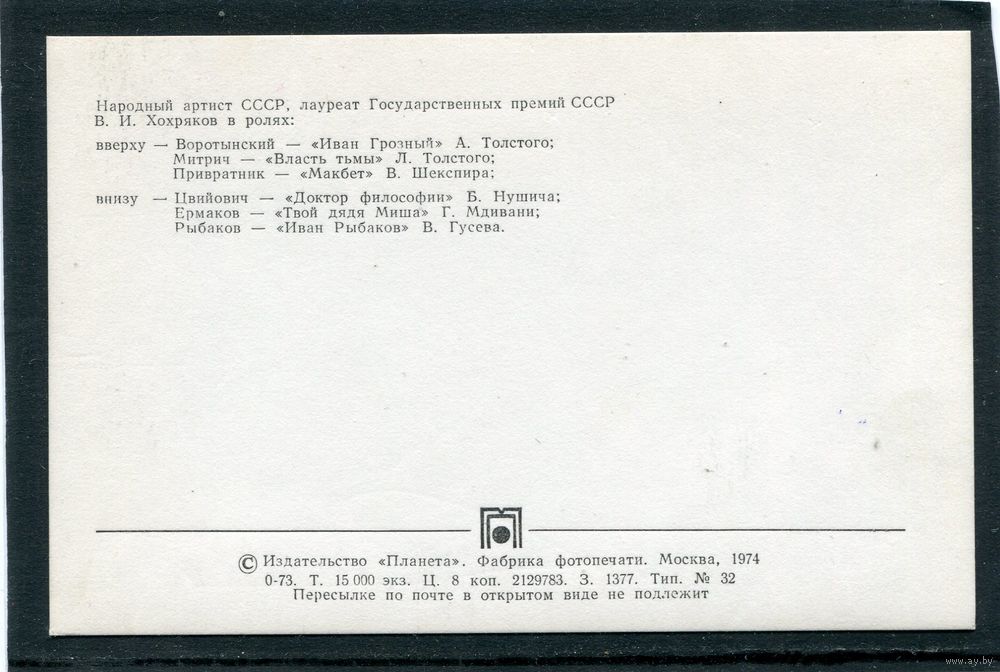 Народный артист СССР, лауреат Государственных премий СССР
В. И. Хохряков в ролях:
вверху — Воротынский — «Иван Грозный» А. Толстого;
Митрич — «Власть тьмы» Л. Толстого;
Привратник — «Макбет» В. Шекспира;
внизу — Цвийович — «Доктор философии» Б. Нушича;
Ермаков — «Твой дядя Миша» Г. Мдивани;
Рыбаков — «Иван Рыбаков» В. Гусева.
© Издательство «Планета». Фабрика фотопечати. Москва, 1974
0-73. Т. 15 000 экз. Ц. 8 коп. 2129783. З. 1377. Тип. № 32
Пересылке по почте в открытом виде не подлежит
www.ay.by